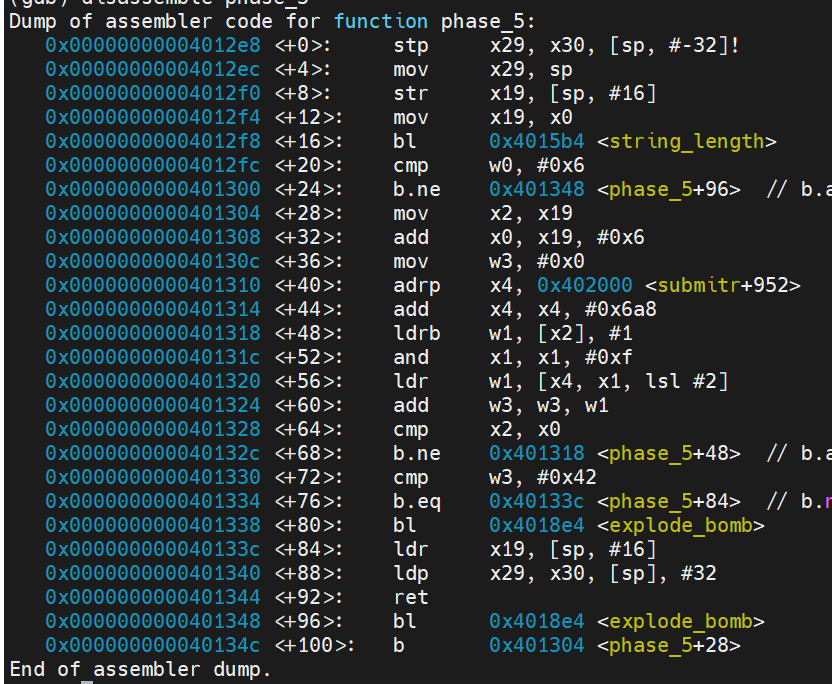 (gdb) disassemble phase_5
Dump of assembler code for function phase_5:
0x00000000004012e8 <+0>: stp x29, x30, [sp, #-32]!
0x00000000004012ec <+4>: mov x29, sp
0x00000000004012f0 <+8>: str x19, [sp, #16]
0x00000000004012f4 <+12>: mov x19, x0
0x00000000004012f8 <+16>: bl 0x4015b4 <string_length>
0x00000000004012fc <+20>: cmp w0, #0x6
0x0000000000401300 <+24>: b.ne 0x401348 <phase_5+96> // b.a
0x0000000000401304 <+28>: mov x2, x19
0x0000000000401308 <+32>: add x0, x19, #0x6
0x000000000040130c <+36>: mov w3, #0x0
0x0000000000401310 <+40>: adrp x4, 0x402000 <submitr+952>
0x0000000000401314 <+44>: add x4, x4, #0x6a8
0x0000000000401318 <+48>: ldrb w1, [x2], #1
0x000000000040131c <+52>: and x1, x1, #0xf
0x0000000000401320 <+56>: ldr w1, [x4, x1, lsl #2]
0x0000000000401324 <+60>: add w3, w3, w1
0x0000000000401328 <+64>: cmp x2, x0
0x000000000040132c <+68>: b.ne 0x401318 <phase_5+48> // b.a
0x0000000000401330 <+72>: cmp w3, #0x42
0x0000000000401334 <+76>: b.eq 0x40133c <phase_5+84> // b.n
0x0000000000401338 <+80>: bl 0x4018e4 <explode_bomb>
0x000000000040133c <+84>: ldr x19, [sp, #16]
0x0000000000401340 <+88>: ldp x29, x30, [sp], #32
0x0000000000401344 <+92>: ret
0x0000000000401348 <+96>: bl 0x4018e4 <explode_bomb>
0x000000000040134c <+100>: b 0x401304 <phase_5+28>
End of assembler dump.